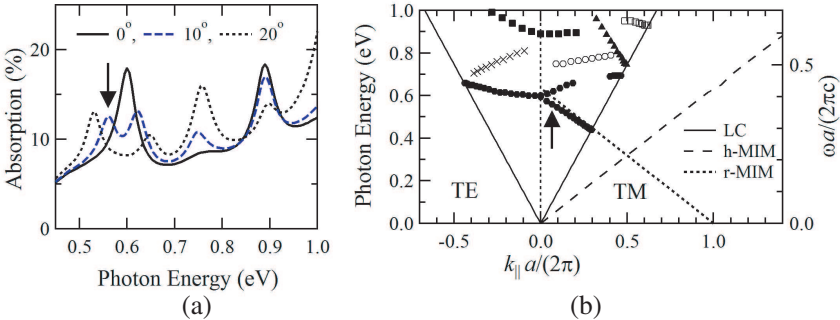 0°, 10°, 20°
Absorption (%)
20
10
0
0.5 0.6 0.7 0.8 0.9 1.0
Photon Energy (eV)
(a)
Photon Energy (eV)
1.0
0.8
0.6
0.4
0.2
0.0
TE
TM
LC
h-MIM
r-MIM
-0.5 0.0 0.5 1.0
k∥a/(2π)
0.5
0.0
ωa/(2πc)
(b)